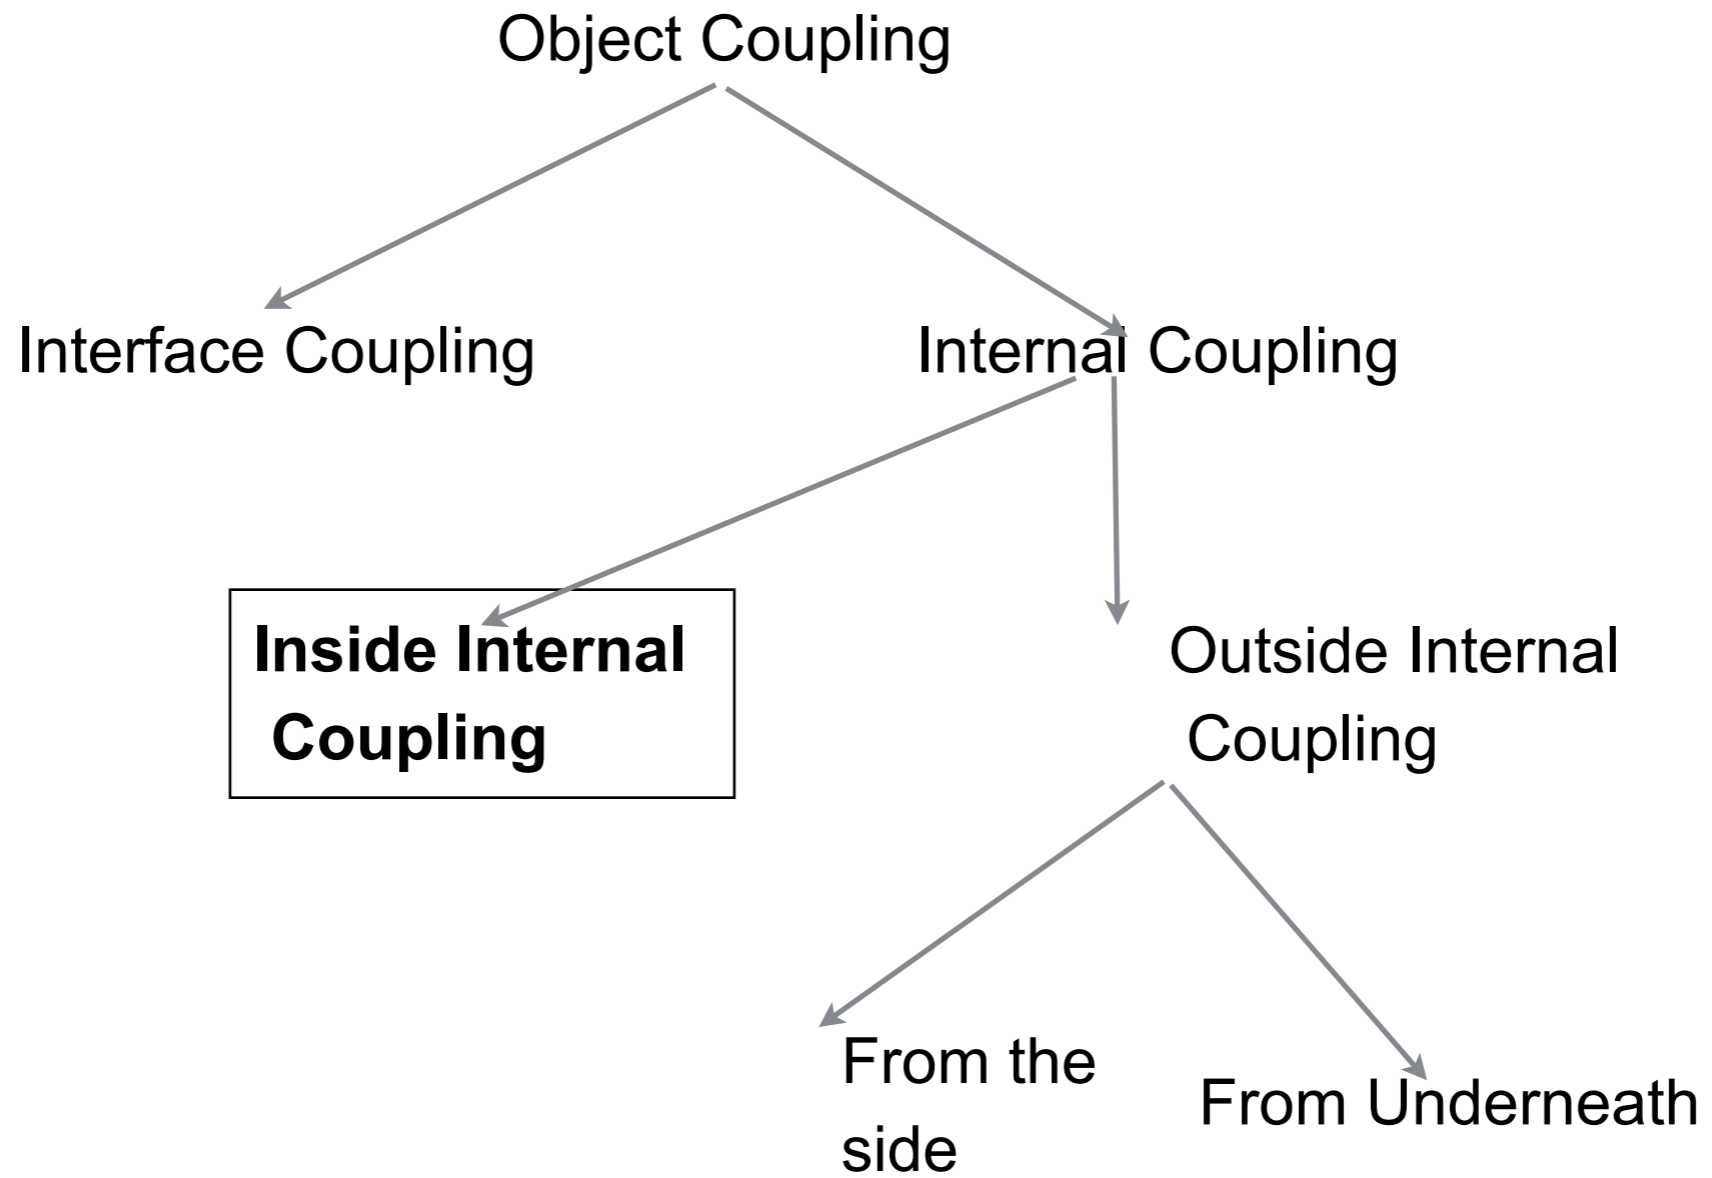 Object Coupling
Interface Coupling
Internal Coupling
Inside Internal
Coupling
Outside Internal
Coupling
From the
side
From Underneath